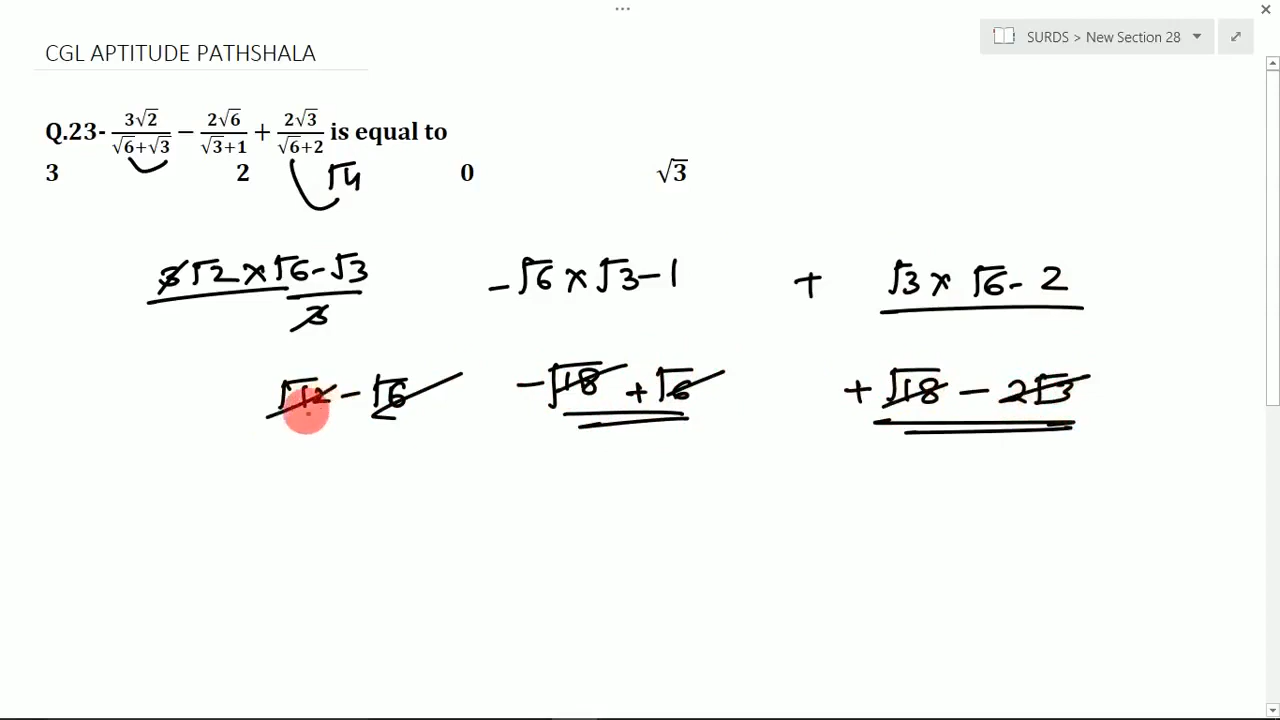 SURDS > New Section 28
CGL APTITUDE PATHSHALA
Q.23- 3√2/(√6+√3) − 2√6/(√3+1) + 2√3/(√6+2) is equal to
3 2 0 √3
√4
3√2 × √6-√3 / 3 - √6 × √3-1 + √3 × √6-2
√12 - √6 - √18 + √6 + √18 - 2√3